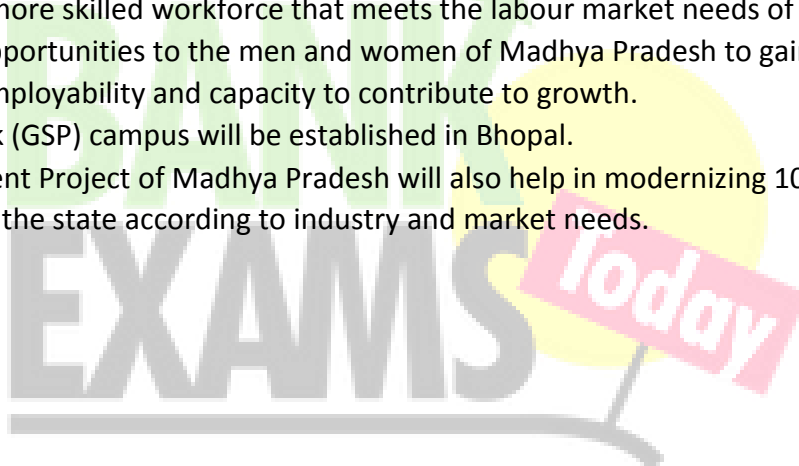 more skilled workforce that meets the labour market needs of
pportunities to the men and women of Madhya Pradesh to gain
mployability and capacity to contribute to growth.
k (GSP) campus will be established in Bhopal.
ent Project of Madhya Pradesh will also help in modernizing 10
the state according to industry and market needs.
BANK
EXAMS
Today